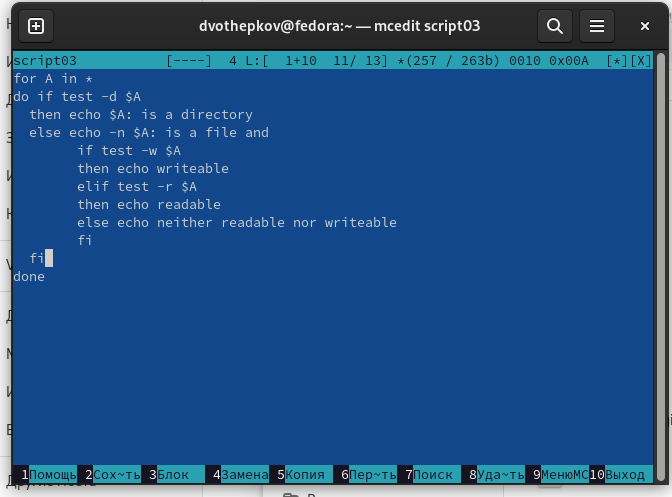 dvothepkov@fedora:~ — mcedit script03
script03 [----] 4 L:[ 1+10 11/ 13] *(257 / 263b) 0010 0x00A [*][X]
for A in *
do if test -d $A
  then echo $A: is a directory
  else echo -n $A: is a file and
        if test -w $A
        then echo writeable
        elif test -r $A
        then echo readable
        else echo neither readable nor writeable
        fi
  fi
done
1Помощь 2Сох~ть 3Блок 4Замена 5Копия 6Пер~ть 7Поиск 8Уда~ть 9МенюМС 10Выход